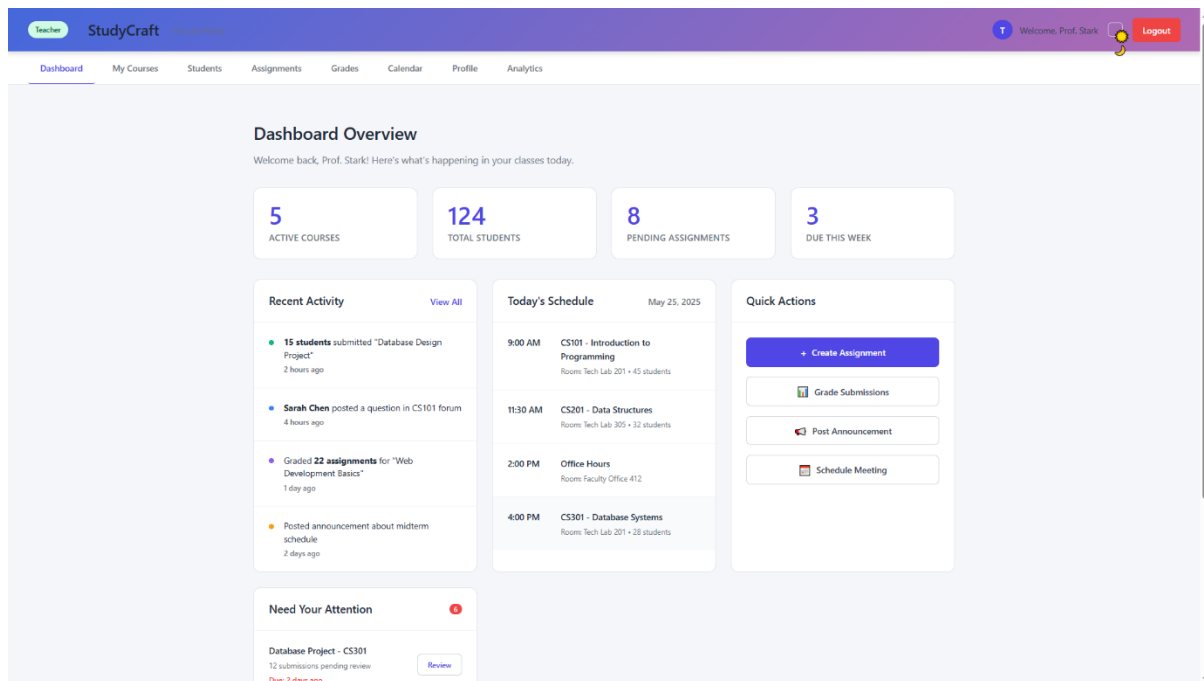 Teacher
StudyCraft
T
Welcome, Prof. Stark
Logout
Dashboard
My Courses
Students
Assignments
Grades
Calendar
Profile
Analytics
Dashboard Overview
Welcome back, Prof. Stark! Here's what's happening in your classes today.
5
ACTIVE COURSES
124
TOTAL STUDENTS
8
PENDING ASSIGNMENTS
3
DUE THIS WEEK
Recent Activity
View All
15 students submitted "Database Design
Project"
2 hours ago
Sarah Chen posted a question in CS101 forum
4 hours ago
Graded 22 assignments for "Web
Development Basics"
1 day ago
Posted announcement about midterm
schedule
2 days ago
Today's Schedule
May 25, 2025
9:00 AM
CS101 - Introduction to
Programming
Room: Tech Lab 201 • 45 students
11:30 AM
CS201 - Data Structures
Room: Tech Lab 305 • 32 students
2:00 PM
Office Hours
Room: Faculty Office 412
4:00 PM
CS301 - Database Systems
Room: Tech Lab 201 • 28 students
Quick Actions
+ Create Assignment
Grade Submissions
Post Announcement
Schedule Meeting
Need Your Attention
6
Database Project - CS301
12 submissions pending review
Due: 2 days ago
Review